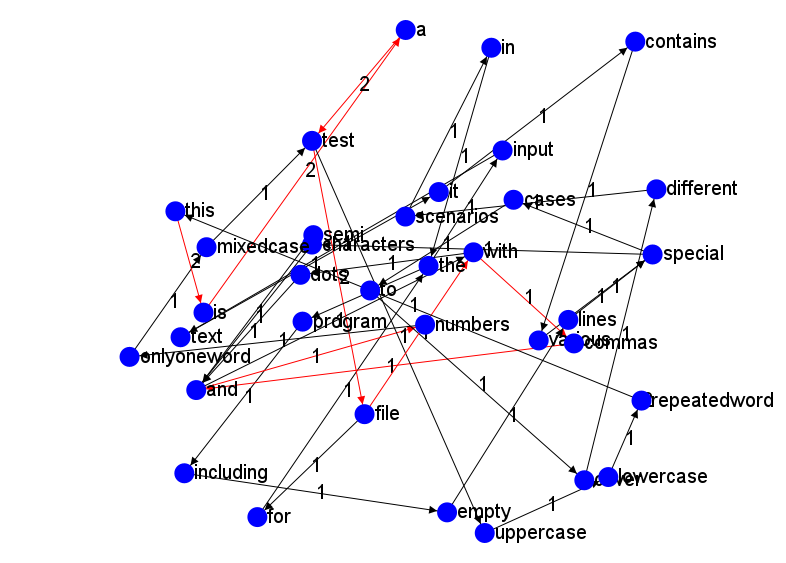 a
in
contains
2
1
1
test
input
1
1
2
it
different
1
1
this
scenarios
cases
1
semi
1
mixedcase
characters
1
1
with
special
2
1
the
dots
2
to
1
1
1
is
program
numbers
lines
1
1
text
1
1
1
1
various
commas
onlyoneword
1
1
and
1
1
1
repeatedword
file
1
1
including
1
lowercase
cover
1
1
empty
for
uppercase